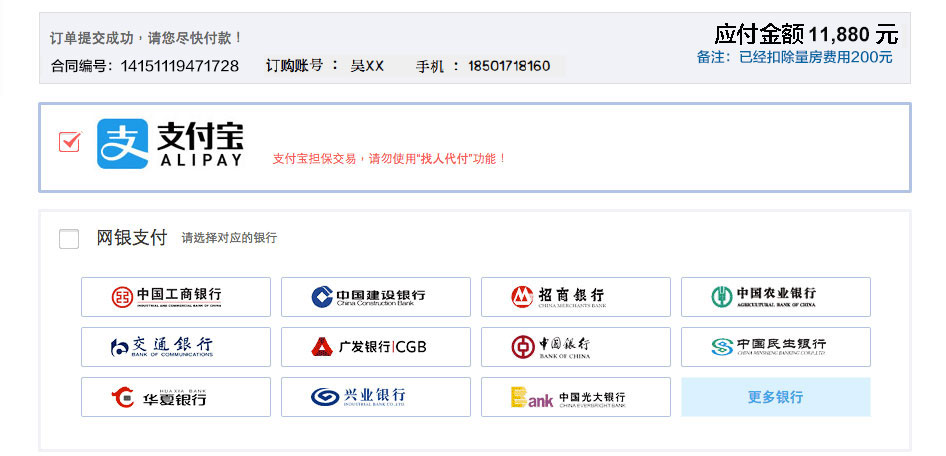 订单提交成功，请您尽快付款！
应付金额 11,880 元
合同编号：14151119471728 订购账号 ： 吴XX 手机 ：18501718160
备注：已经扣除量房费用200元
支 支付宝
ALIPAY
支付宝担保交易，请勿使用“找人代付”功能！
网银支付 请选择对应的银行
中国工商银行
INDUSTRIAL AND COMMERCIAL BANK OF CHINA
中国建设银行
China Construction Bank
招商银行
CHINA MERCHANTS BANK
中国农业银行
AGRICULTURAL BANK OF CHINA
交通银行
BANK OF COMMUNICATIONS
广发银行|CGB
中国银行
BANK OF CHINA
中国民生银行
CHINA MINSHENG BANKING CORP.,LTD.
HUA XIA BANK
华夏银行
兴业银行
INDUSTRIAL BANK CO.,LTD.
Bank 中国光大银行
CHINA EVERBRIGHT BANK
更多银行